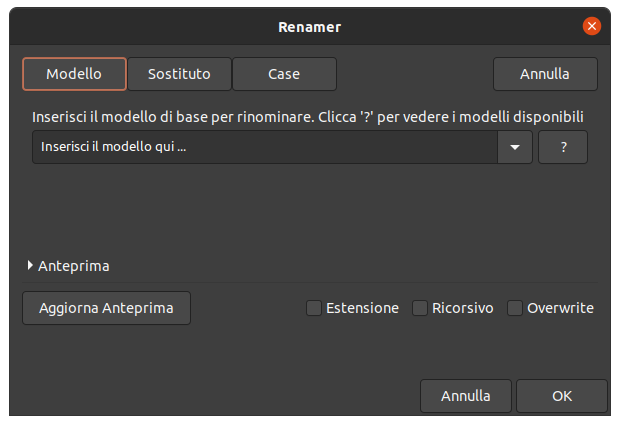 Renamer
Modello Sostituto Case Annulla
Inserisci il modello di base per rinominare. Clicca '?' per vedere i modelli disponibili
Inserisci il modello qui ... ?
Anteprima
Aggiorna Anteprima Estensione Ricorsivo Overwrite
Annulla OK